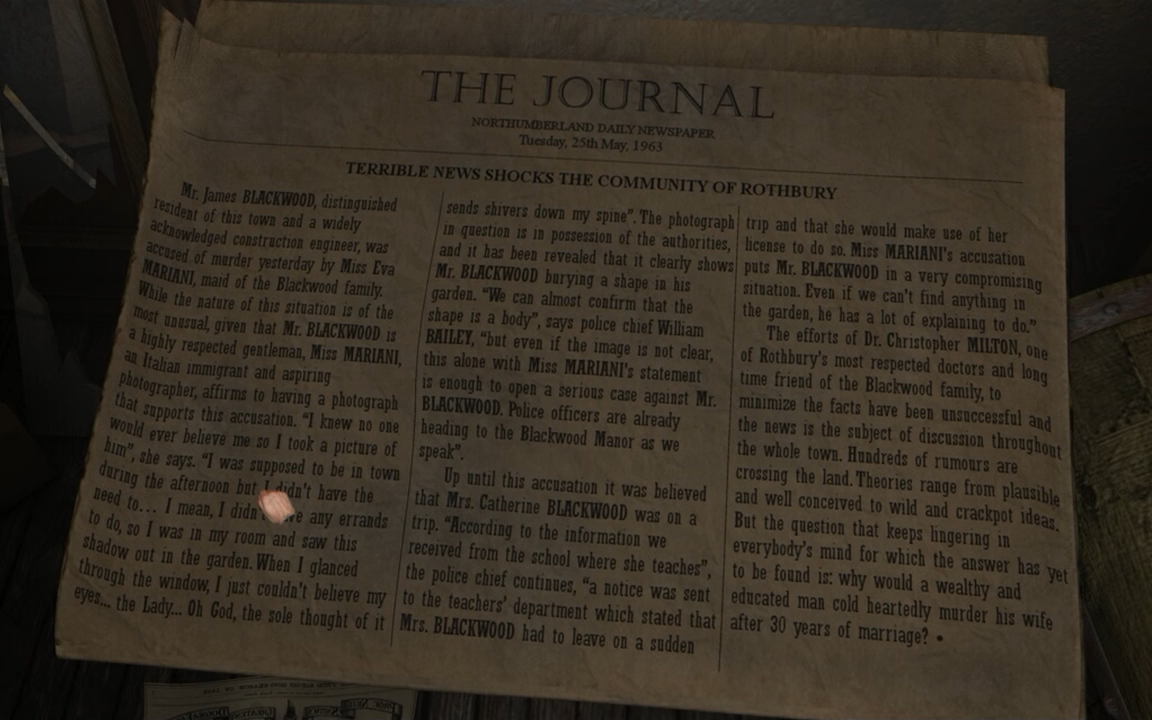 THE JOURNAL
NORTHUMBERLAND DAILY NEWSPAPER
Tuesday, 25th May, 1963
TERRIBLE NEWS SHOCKS THE COMMUNITY OF ROTHBURY
Mr. James BLACKWOOD, distinguished
resident of this town and a widely
acknowledged construction engineer, was
accused of murder yesterday by Miss Eva
MARIANI, maid of the Blackwood family.
While the nature of this situation is of the
most unusual, given that Mr. BLACKWOOD is
a highly respected gentleman, Miss MARIANI,
an Italian immigrant and aspiring
photographer, affirms to having a photograph
that supports this accusation. “I knew no one
would ever believe me so I took a picture of
him”, she says. “I was supposed to be in town
during the afternoon but I didn't have the
need to... I mean, I didn't have any errands
to do, so I was in my room and saw this
shadow out in the garden. When I glanced
through the window, I just couldn't believe my
eyes... the Lady... Oh God, the sole thought of it
sends shivers down my spine”. The photograph
in question is in possession of the authorities,
and it has been revealed that it clearly shows
Mr. BLACKWOOD burying a shape in his
garden. “We can almost confirm that the
shape is a body”, says police chief William
BAILEY, “but even if the image is not clear,
this alone with Miss MARIANI's statement
is enough to open a serious case against Mr.
BLACKWOOD. Police officers are already
heading to the Blackwood Manor as we
speak”.
Up until this accusation it was believed
that Mrs. Catherine BLACKWOOD was on a
trip. “According to the information we
received from the school where she teaches”,
the police chief continues, “a notice was sent
to the teachers' department which stated that
Mrs. BLACKWOOD had to leave on a sudden
trip and that she would make use of her
license to do so. Miss MARIANI's accusation
puts Mr. BLACKWOOD in a very compromising
situation. Even if we can't find anything in
the garden, he has a lot of explaining to do.”
The efforts of Dr. Christopher MILTON, one
of Rothbury's most respected doctors and long
time friend of the Blackwood family, to
minimize the facts have been unsuccessful and
the news is the subject of discussion throughout
the whole town. Hundreds of rumours are
crossing the land. Theories range from plausible
and well conceived to wild and crackpot ideas.
But the question that keeps lingering in
everybody's mind for which the answer has yet
to be found is: why would a wealthy and
educated man cold heartedly murder his wife
after 30 years of marriage? •